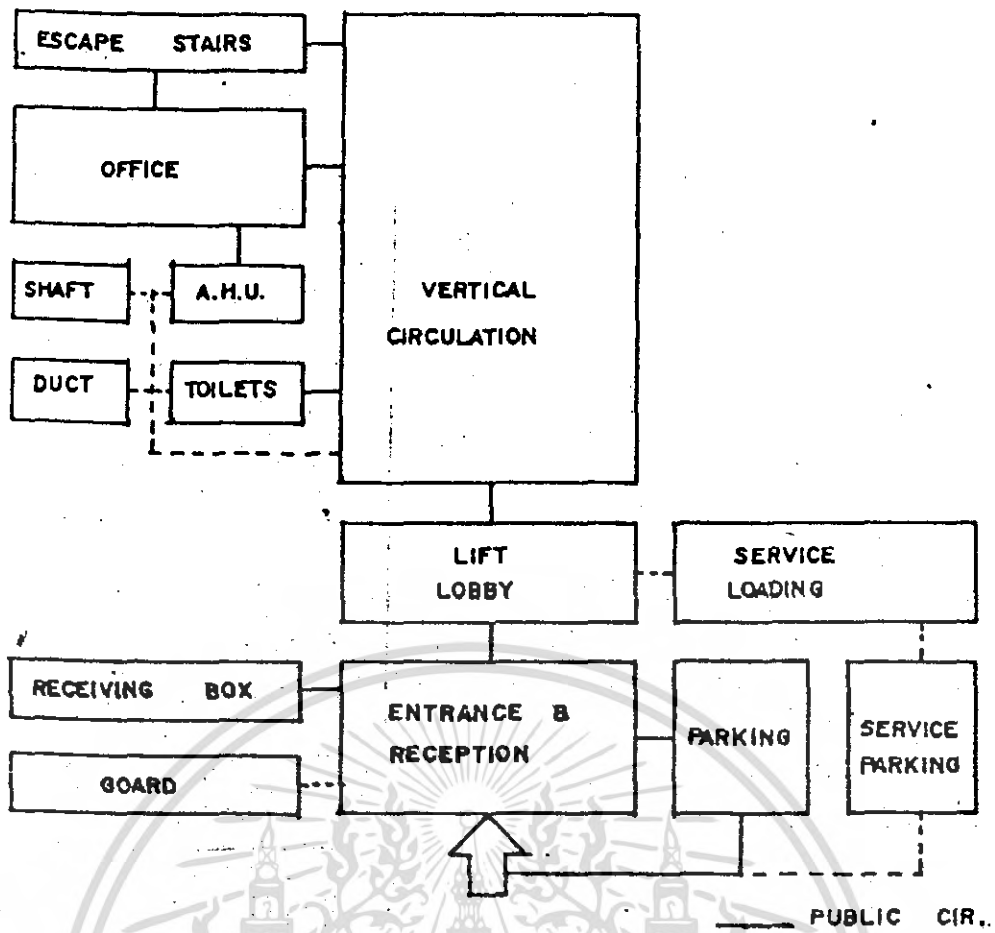 ESCAPE STAIRS
OFFICE
SHAFT
A.H.U.
DUCT
TOILETS
VERTICAL
CIRCULATION
LIFT
LOBBY
SERVICE
LOADING
RECEIVING BOX
ENTRANCE &
RECEPTION
PARKING
SERVICE
PARKING
GOARD
PUBLIC CIR.